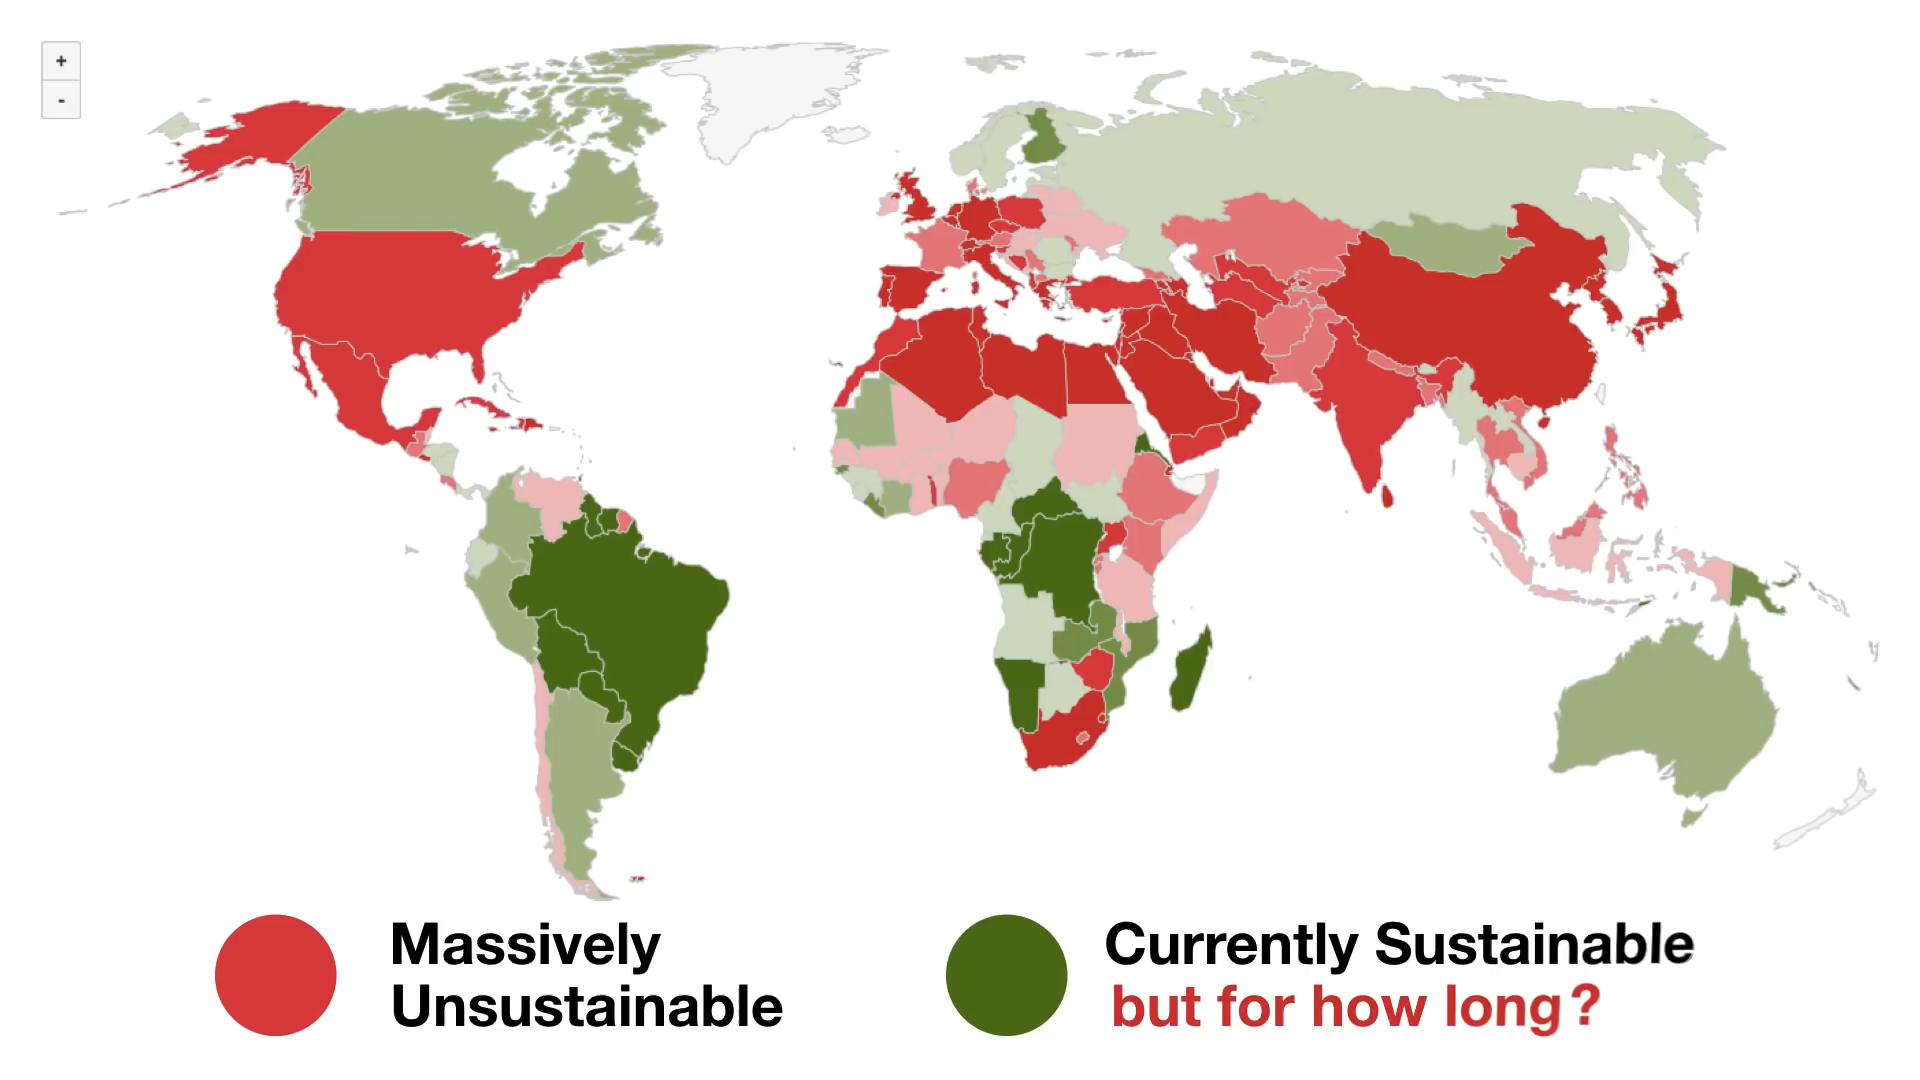 +
-
Massively
Unsustainable
Currently Sustainable
but for how long?